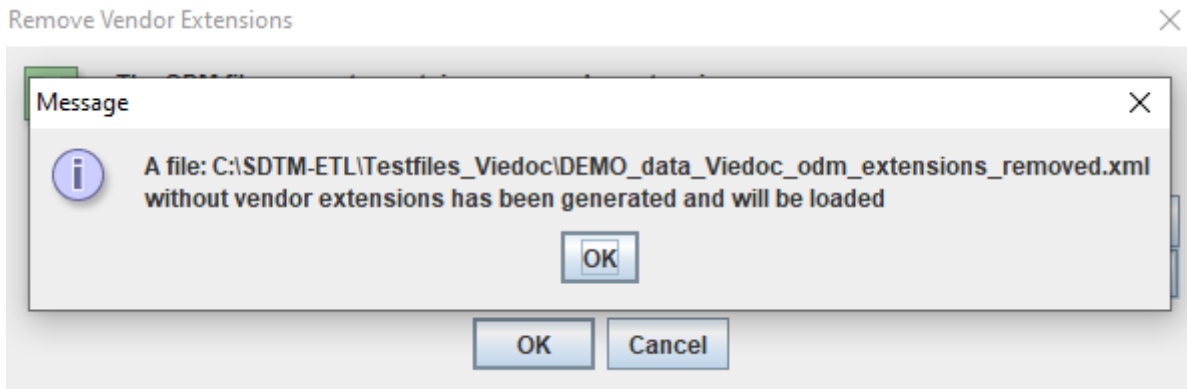 Remove Vendor Extensions
Message
A file: C:\SDTM-ETL\Testfiles_Viedoc\DEMO_data_Viedoc_odm_extensions_removed.xml
without vendor extensions has been generated and will be loaded
OK
OK Cancel